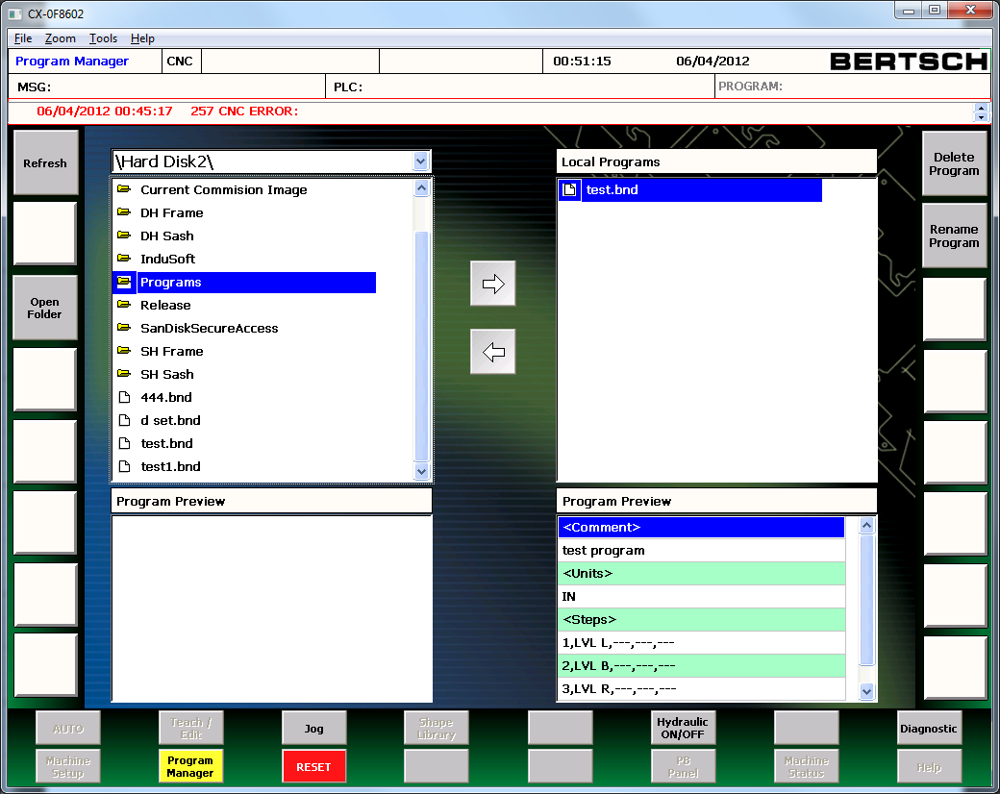 CX-0F8602
File Zoom Tools Help
Program Manager CNC 00:51:15 06/04/2012 BERTSCH
MSG: PLC: PROGRAM:
06/04/2012 00:45:17 257 CNC ERROR:
Refresh
Open
Folder
\Hard Disk2\
Current Commision Image
DH Frame
DH Sash
InduSoft
Programs
Release
SanDiskSecureAccess
SH Frame
SH Sash
444.bnd
d set.bnd
test.bnd
test1.bnd
Program Preview
Local Programs
test.bnd
Program Preview
<Comment>
test program
<Units>
IN
<Steps>
1,LVL L,---,---,---
2,LVL B,---,---,---
3,LVL R,---,---,---
Delete
Program
Rename
Program
AUTO
Teach /
Edit
Jog
Shape
Library
Hydraulic
ON/OFF
Diagnostic
Machine
Setup
Program
Manager
RESET
PB
Panel
Machine
Status
Help